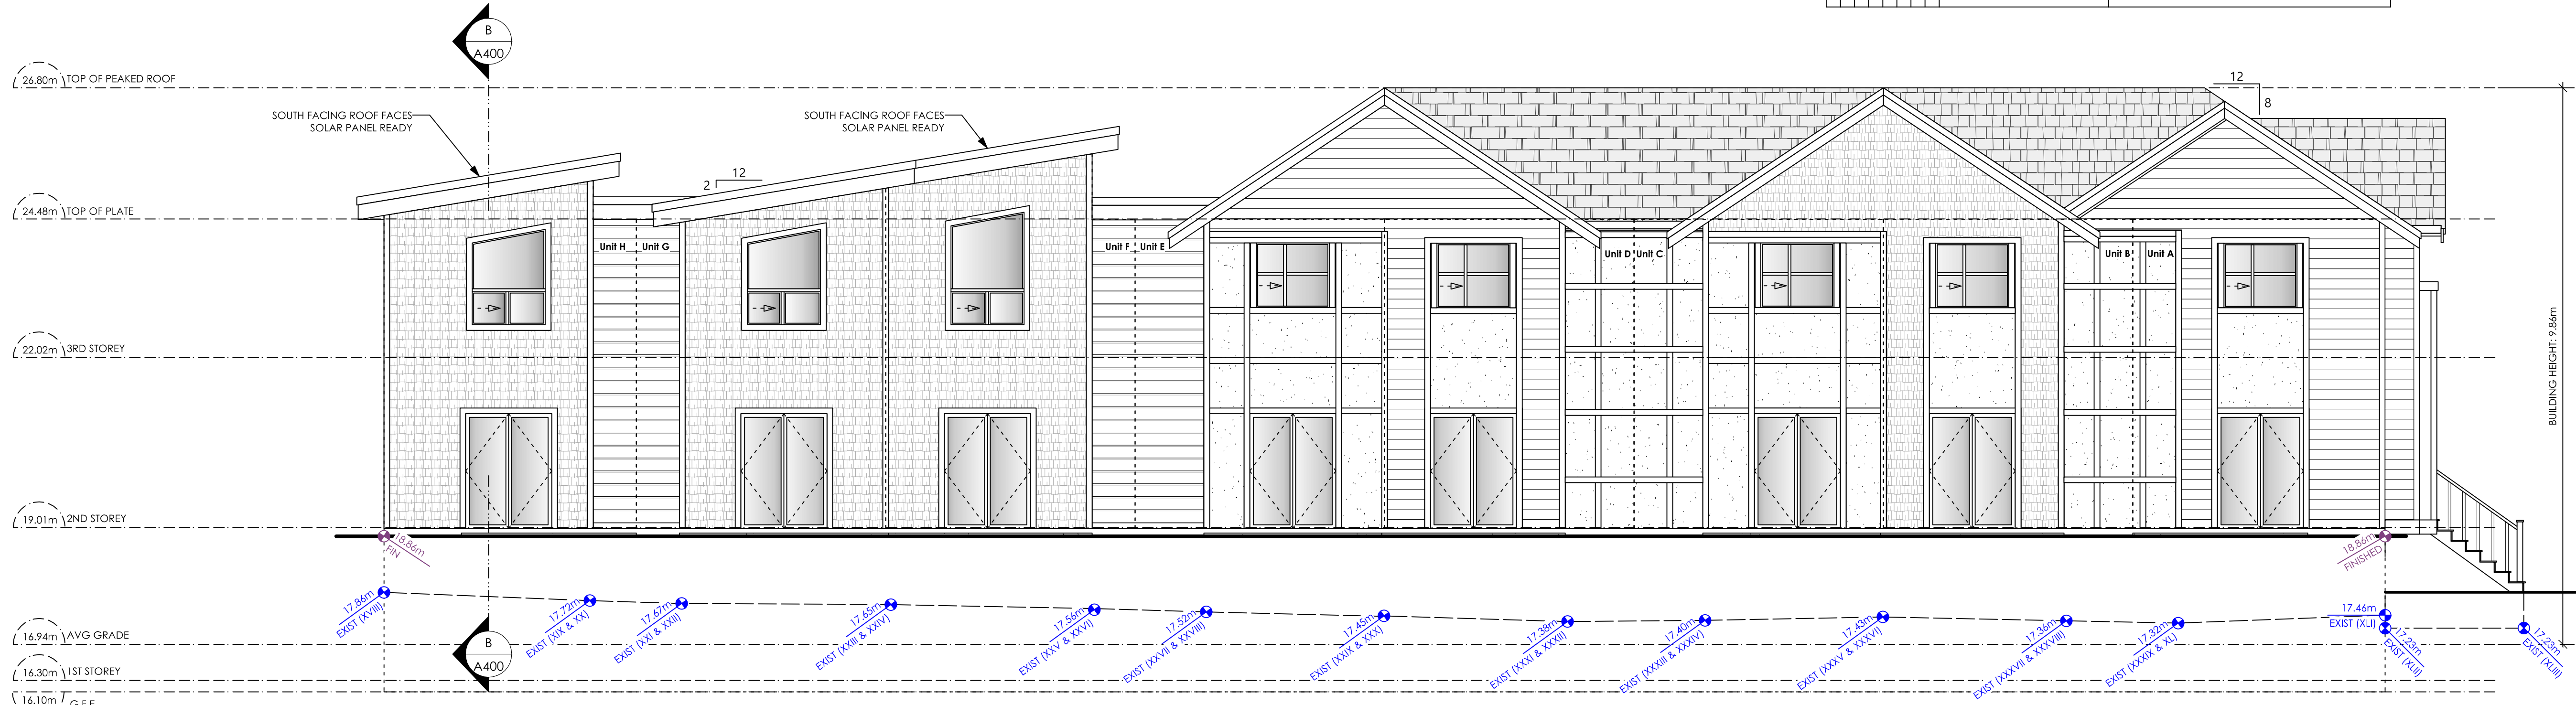 B
A400
26.80m TOP OF PEAKED ROOF
12
8
SOUTH FACING ROOF FACES
SOLAR PANEL READY
SOUTH FACING ROOF FACES
SOLAR PANEL READY
2
12
24.48m TOP OF PLATE
Unit H
Unit G
Unit F
Unit E
Unit D
Unit C
Unit B
Unit A
22.02m 3RD STOREY
BUILDING HEIGHT: 9.86m
19.01m 2ND STOREY
18.86m
FIN
18.86m
FINISHED
17.86m
EXIST (XVIII)
17.72m
EXIST (XIX & XX)
17.67m
EXIST (XXI & XXII)
17.65m
EXIST (XXIII & XXIV)
17.56m
EXIST (XXV & XXVI)
17.52m
EXIST (XXVII & XXVIII)
17.45m
EXIST (XXIX & XXX)
17.38m
EXIST (XXXI & XXXII)
17.40m
EXIST (XXXIII & XXXIV)
17.43m
EXIST (XXXV & XXXVI)
17.36m
EXIST (XXXVII & XXXVIII)
17.32m
EXIST (XXXIX & XL)
17.46m
EXIST (XLI)
17.23m
EXIST (XLII)
17.23m
EXIST (XLIII)
16.94m AVG GRADE
B
A400
16.30m 1ST STOREY
16.10m